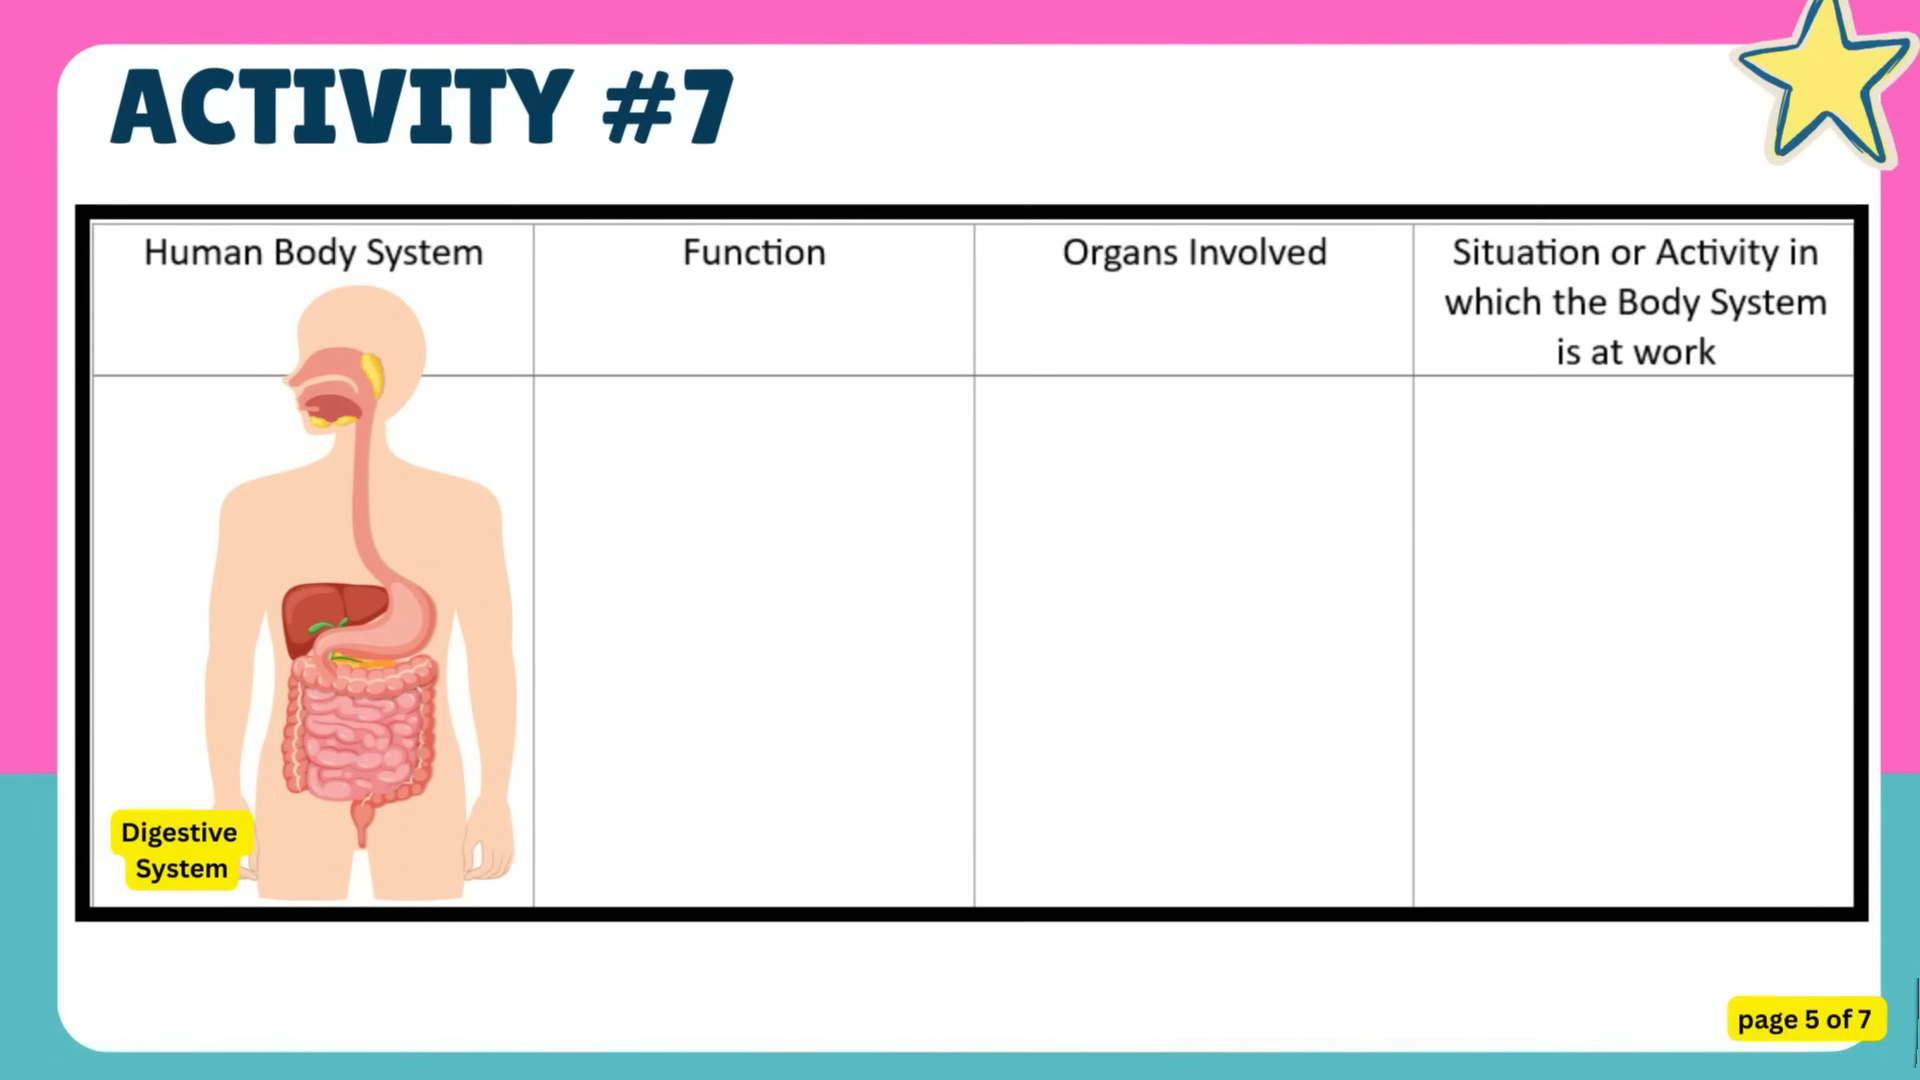 ACTIVITY #7
Human Body System
Function
Organs Involved
Situation or Activity in
which the Body System
is at work
Digestive
System
page 5 of 7